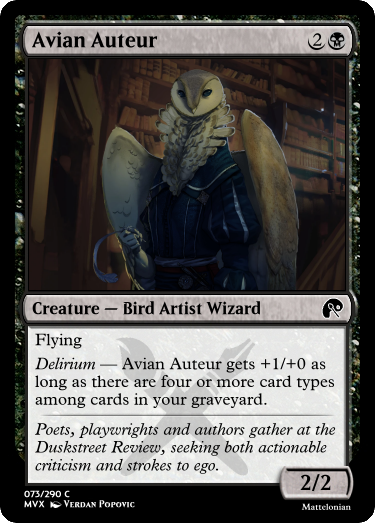 Avian Auteur 2
Creature — Bird Artist Wizard
Flying
Delirium — Avian Auteur gets +1/+0 as
long as there are four or more card types
among cards in your graveyard.
Poets, playwrights and authors gather at the
Duskstreet Review, seeking both actionable
criticism and strokes to ego.
2/2
073/290 C
MVX Verdan Popovic
Mattelonian